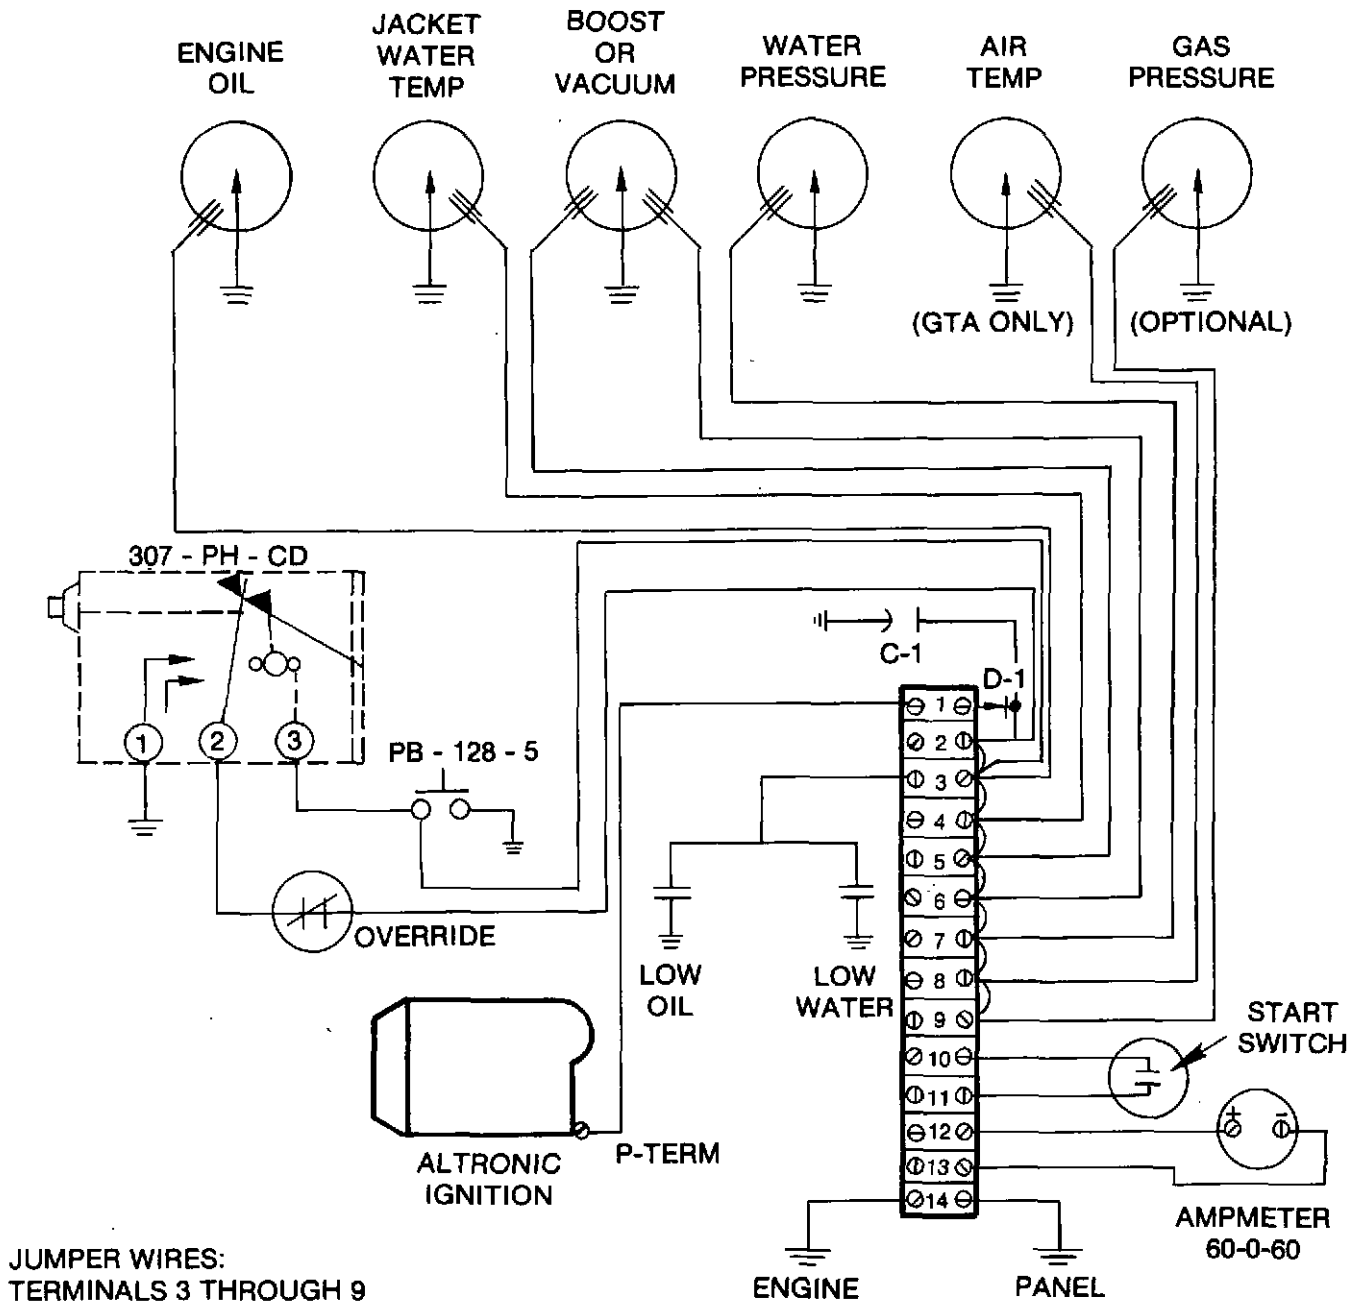 ENGINE
OIL
JACKET
WATER
TEMP
BOOST
OR
VACUUM
WATER
PRESSURE
AIR
TEMP
GAS
PRESSURE
(GTA ONLY)
(OPTIONAL)
307 - PH - CD
C-1
D-1
1
2
3
PB - 128 - 5
OVERRIDE
1
2
3
4
5
6
7
8
9
10
11
12
13
14
LOW
OIL
LOW
WATER
START
SWITCH
+
-
P-TERM
ALTRONIC
IGNITION
AMPMETER
60-0-60
ENGINE
PANEL
JUMPER WIRES:
TERMINALS 3 THROUGH 9